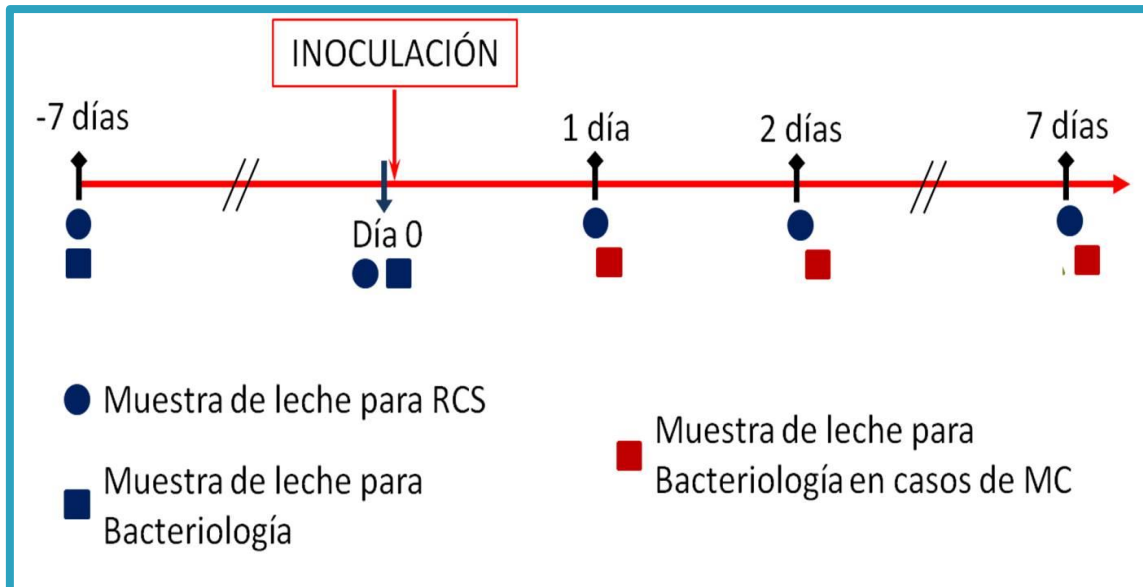 INOCULACIÓN
-7 días
1 día
2 días
7 días
Día 0
Muestra de leche para RCS
Muestra de leche para
Bacteriología
Muestra de leche para
Bacteriología en casos de MC